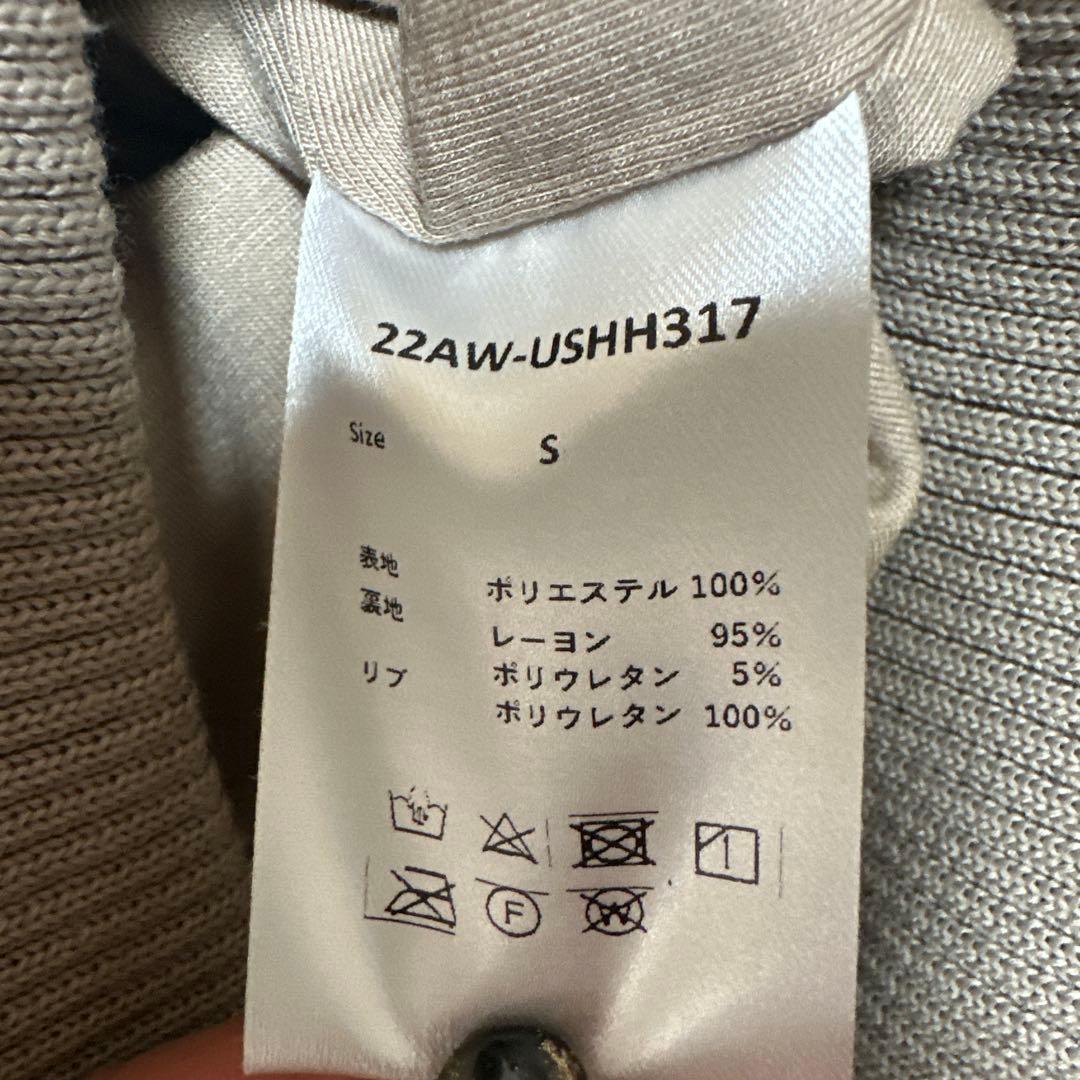 22AW-USHH317
Size S
表地 ポリエステル 100%
裏地 レーヨン 95%
ポリウレタン 5%
リブ ポリウレタン 100%
1
F
W